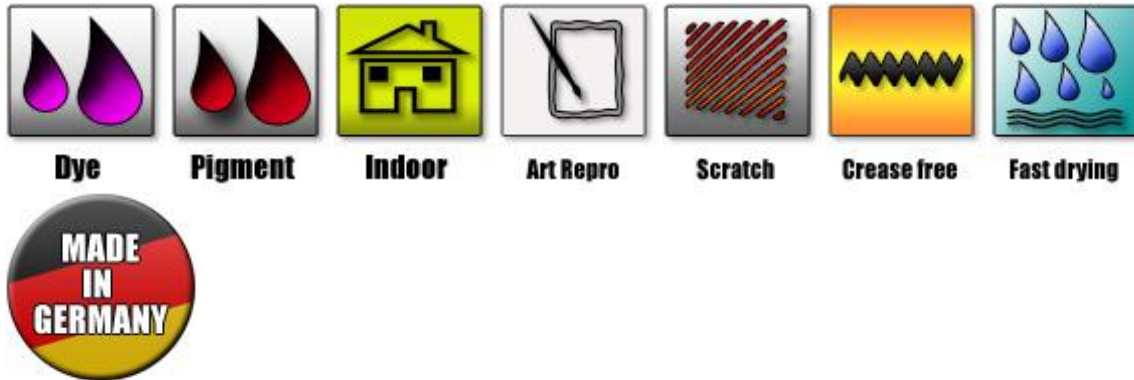 Dye Pigment Indoor Art Repro Scratch Crease free Fast drying
MADE
IN
GERMANY